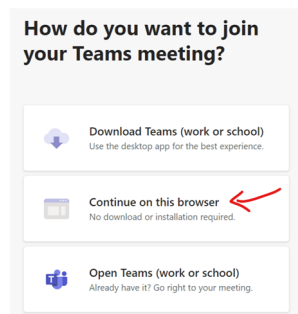 How do you want to join
your Teams meeting?
Download Teams (work or school)
Use the desktop app for the best experience.
Continue on this browser
No download or installation required.
Open Teams (work or school)
Already have it? Go right to your meeting.